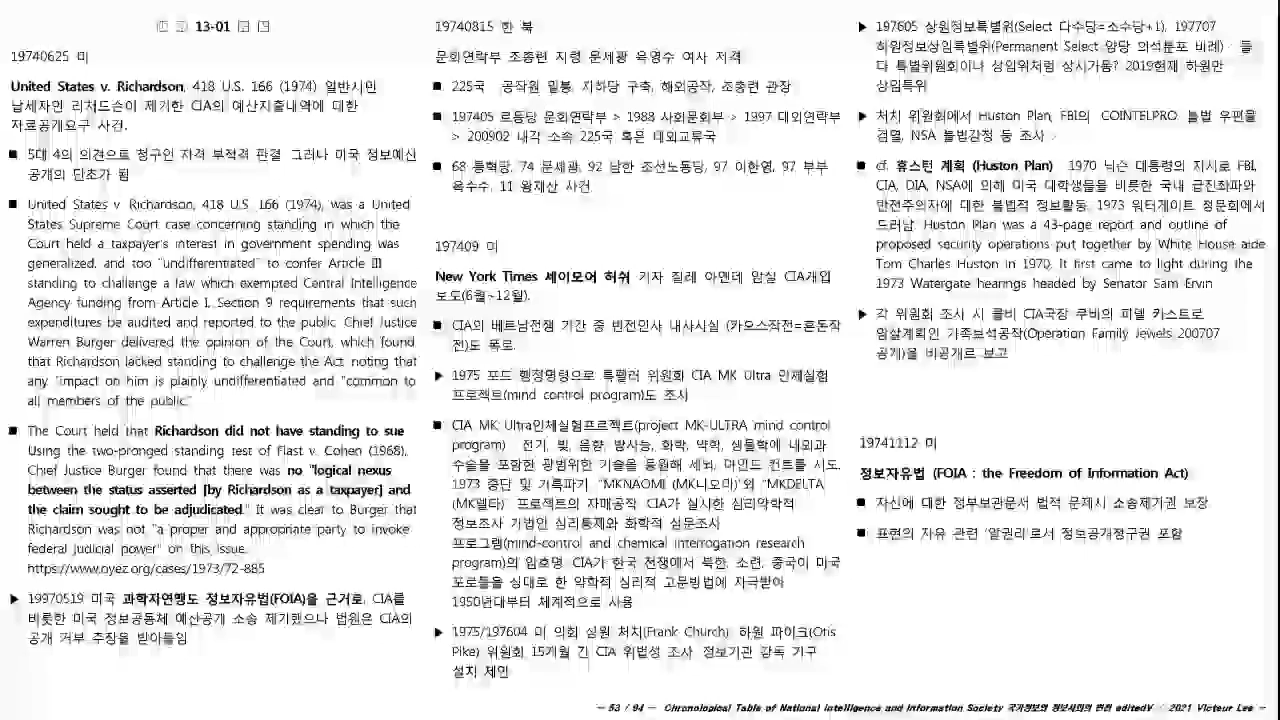 13-01
19740625 미
United States v. Richardson, 418 U.S. 166 (1974) 일반시민
납세자인 리처드슨이 제기한 CIA의 예산지출내역에 대한
자료공개요구 사건.
■ 5대 4의 의견으로 청구인 자격 부적격 판결 그러나 미국 정보예산
공개의 단초가 됨
■ United States v. Richardson, 418 U.S. 166 (1974), was a United
States Supreme Court case concerning standing in which the
Court held a taxpayer's interest in government spending was
generalized, and too "undifferentiated" to confer Article III
standing to challenge a law which exempted Central Intelligence
Agency funding from Article I, Section 9 requirements that such
expenditures be audited and reported to the public. Chief Justice
Warren Burger delivered the opinion of the Court, which found
that Richardson lacked standing to challenge the Act, noting that
any "impact on him is plainly undifferentiated and "common to
all members of the public"
■ The Court held that Richardson did not have standing to sue
Using the two-pronged standing test of Flast v. Cohen (1968),
Chief Justice Burger found that there was no "logical nexus
between the status asserted [by Richardson as a taxpayer] and
the claim sought to be adjudicated." It was clear to Burger that
Richardson was not "a proper and appropriate party to invoke
federal judicial power" on this issue.
https://www.oyez.org/cases/1973/72-885
▶ 19970519 미국 과학자연맹도 정보자유법(FOIA)을 근거로, CIA를
비롯한 미국 정보공동체 예산공개 소송 제기했으나 법원은 CIA의
공개 거부 주장을 받아들임
19740815 한 북
문화연락부 조총련 지령 문세광 육영수 여사 저격
■ 225국 공작원 밀봉, 지하당 구축, 해외공작, 조총련 관장
■ 197405 로동당 문화연락부 > 1988 사회문화부 > 1997 대외연락부
> 200902 내각 소속 225국 혹은 대외교류국
■ 68 통혁당, 74 문세광, 92 남한 조선노동당, 97 이한영, 97 부부
옥수수, 11 왕재산 사건
197409 미
New York Times 세이모어 허쉬 기자 칠레 아옌데 암살 CIA개입
보도(6월~12월).
■ CIA의 베트남전쟁 기간 중 반전인사 내사사실 (카오스작전=혼돈작
전)도 폭로.
▶ 1975 포드 행정명령으로 록펠러 위원회 CIA MK Ultra 인체실험
프로젝트(mind control program)도 조사
■ CIA MK Ultra인체실험프로젝트(project MK-ULTRA mind control
program) 전기, 빛, 음향, 방사능, 화학, 약학, 생물학에 내외과
수술을 포함한 광범위한 기술을 동원해 세뇌, 마인드 컨트롤 시도.
1973 중단 및 기록파기. "MKNAOMI (MK니오미)"와 "MKDELTA
(MK델타)" 프로젝트의 자매공작. CIA가 실시한 심리약학적
정보조사 기법인 심리통제와 화학적 심문조사
프로그램(mind-control and chemical interrogation research
program)의 암호명. CIA가 한국 전쟁에서 북한, 소련, 중국이 미국
포로들을 상대로 한 약학적 심리적 고문방법에 자극받아
1950년대부터 체계적으로 사용
▶ 1975/197604 미 의회 상원 처치(Frank Church) 하원 파이크(Otis
Pike) 위원회 15개월 간 CIA 위법성 조사 정보기관 감독 기구
설치 제안
▶ 197605 상원정보특별위(Select 다수당=소수당+1), 197707
하원정보상임특별위(Permanent Select 양당 의석분포 비례) - 둘
다 특별위원회이나 상임위처럼 상시가동? 2019현재 하원만
상임특위
▶ 처치 위원회에서 Huston Plan, FBI의 COINTELPRO 불법 우편물
검열, NSA 불법감청 등 조사
■ cf. 휴스턴 계획 (Huston Plan) 1970 닉슨 대통령의 지시로 FBI,
CIA, DIA, NSA에 의해 미국 대학생들을 비롯한 국내 급진좌파와
반전주의자에 대한 불법적 정보활동. 1973 워터게이트 청문회에서
드러남. Huston Plan was a 43-page report and outline of
proposed security operations put together by White House aide
Tom Charles Huston in 1970. It first came to light during the
1973 Watergate hearings headed by Senator Sam Ervin
▶ 각 위원회 조사 시 콜비 CIA국장 쿠바의 피델 카스트로
암살계획인 가족보석공작(Operation Family Jewels 200707
공개)을 비공개로 보고
19741112 미
정보자유법 (FOIA : the Freedom of Information Act)
■ 자신에 대한 정부보관문서 법적 문제시 소송제기권 보장
■ 표현의 자유 관련 '알권리'로서 정보공개청구권 포함
— 53 / 94 — Chronological Table of National Intelligence and Information Society 국가정보와 정보사회의 편년 editedV 2021 Victeur Lee —